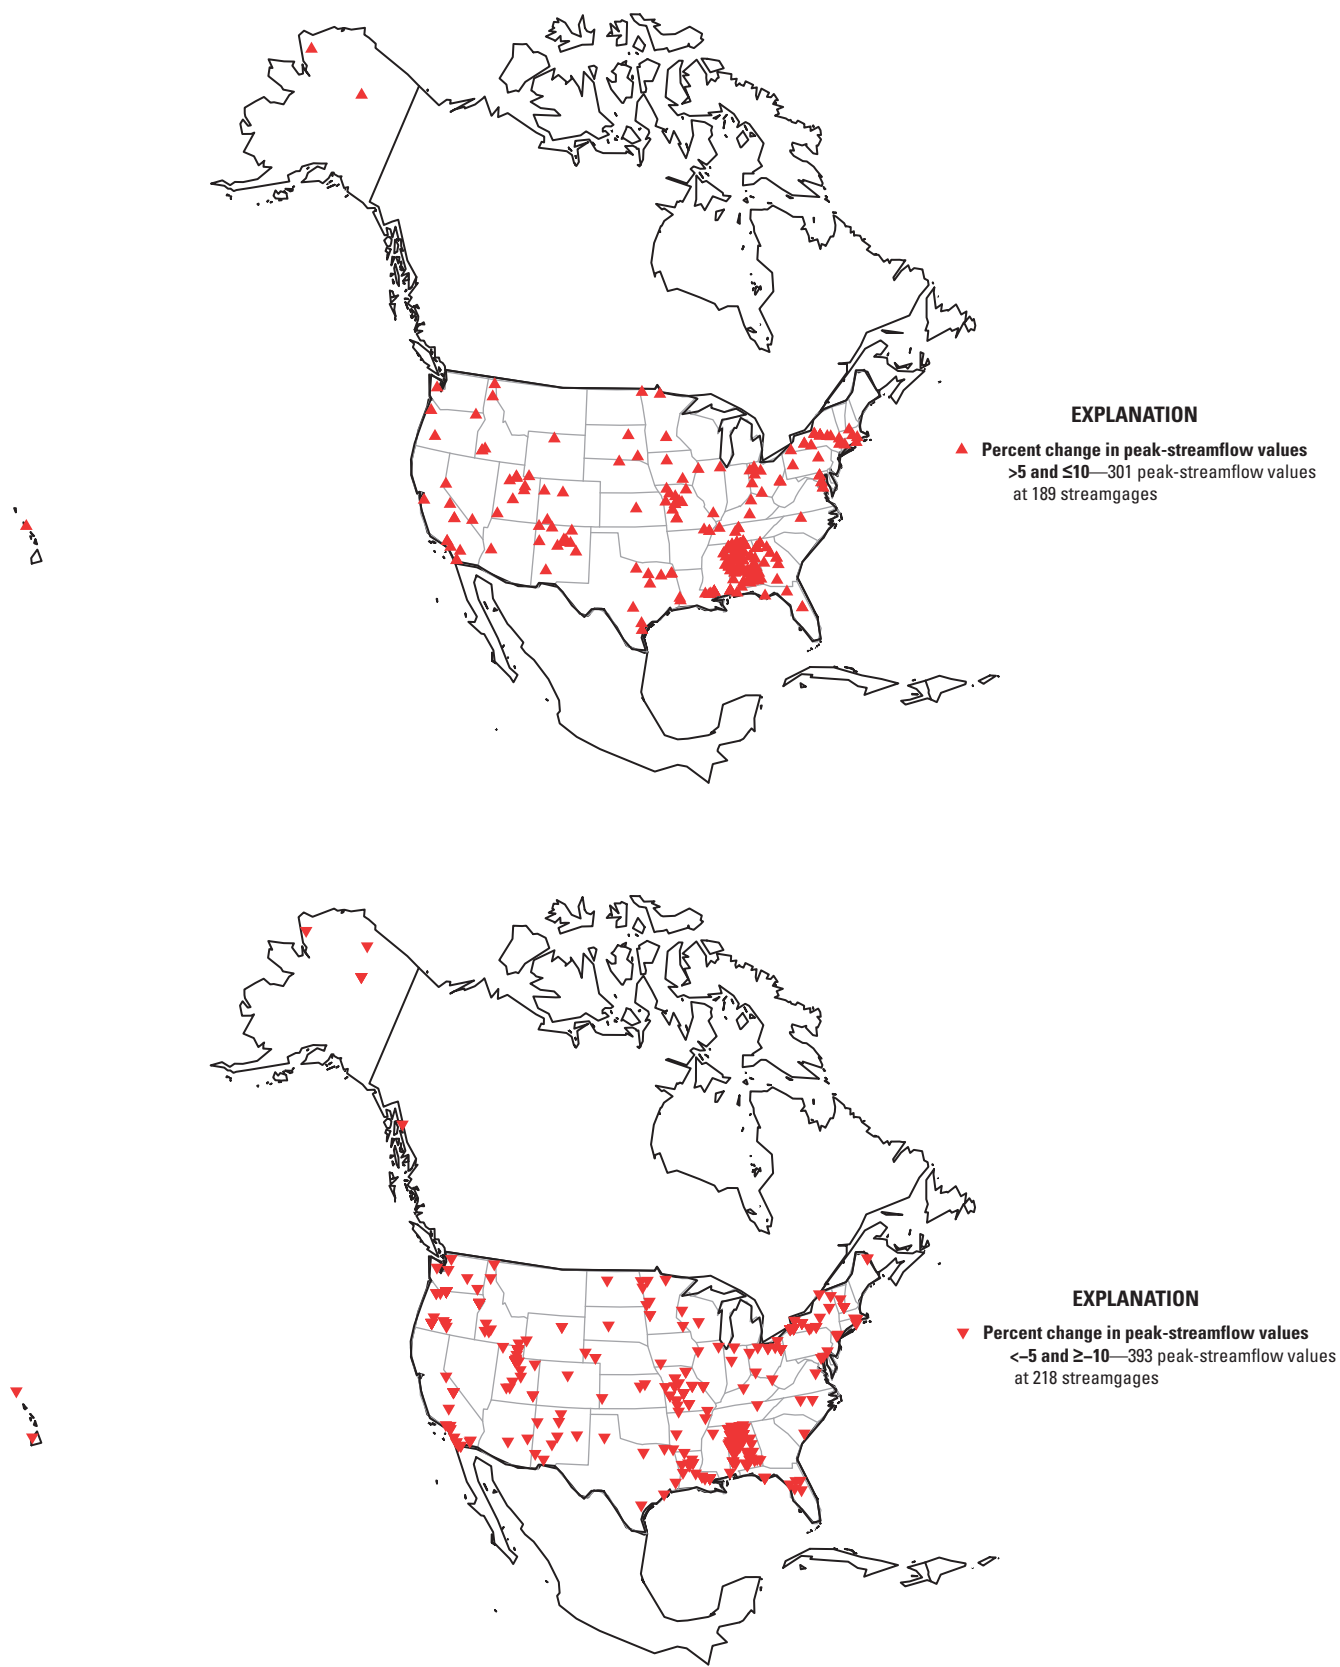 EXPLANATION
Percent change in peak-streamflow values
>5 and ≤10—301 peak-streamflow values
at 189 streamgages
EXPLANATION
Percent change in peak-streamflow values
<–5 and ≥–10—393 peak-streamflow values
at 218 streamgages